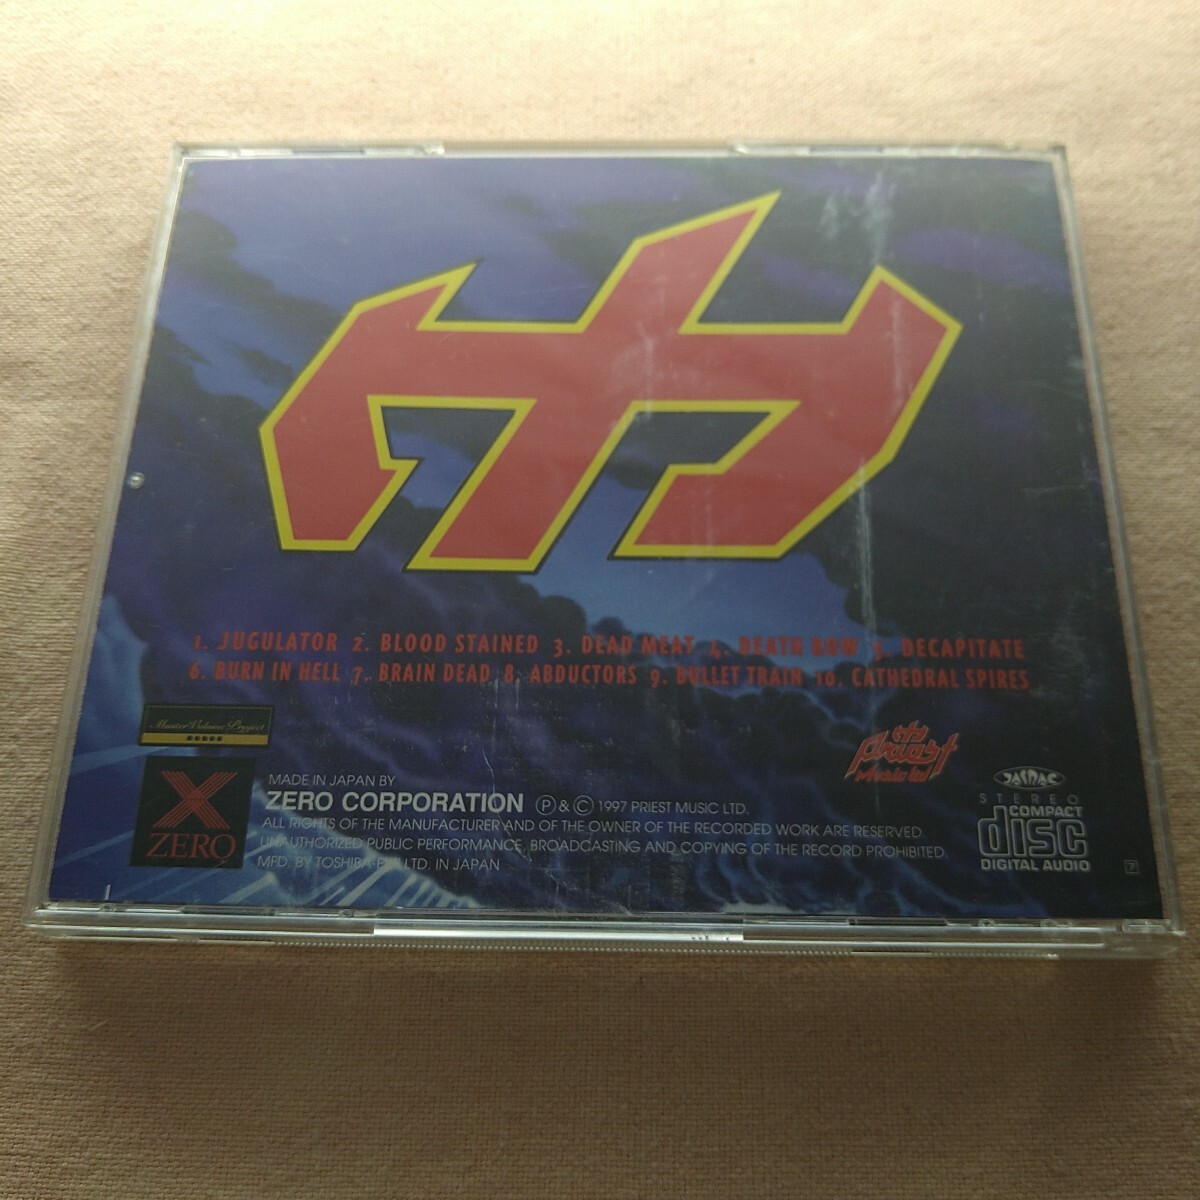 1. JUGULATOR 2. BLOOD STAINED 3. DEAD MEAT 4. DEATH ROW 5. DECAPITATE
6. BURN IN HELL 7. BRAIN DEAD 8. ABDUCTORS 9. BULLET TRAIN 10. CATHEDRAL SPIRES
Master Volume Project
X
ZERO
MADE IN JAPAN BY
ZERO CORPORATION Ⓟ & © 1997 PRIEST MUSIC LTD.
ALL RIGHTS OF THE MANUFACTURER AND OF THE OWNER OF THE RECORDED WORK ARE RESERVED.
UNAUTHORIZED PUBLIC PERFORMANCE, BROADCASTING AND COPYING OF THE RECORD PROHIBITED.
MFD. BY TOSHIBA-EMI LTD. IN JAPAN
Priest
Music Ltd
JASRAC
STEREO
COMPACT
disc
DIGITAL AUDIO